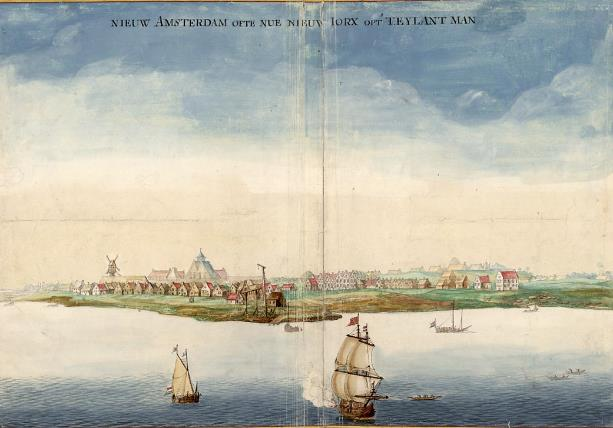 NIEUW AMSTERDAM OFTE NUE NIEUW IORX OPT TEYLANT MAN